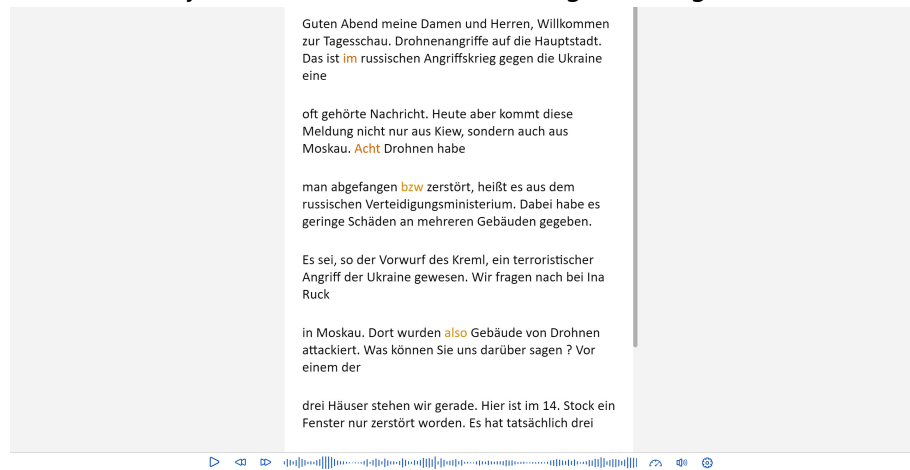 Guten Abend meine Damen und Herren, Willkommen
zur Tagesschau. Drohnenangriffe auf die Hauptstadt.
Das ist im russischen Angriffskrieg gegen die Ukraine
eine
oft gehörte Nachricht. Heute aber kommt diese
Meldung nicht nur aus Kiew, sondern auch aus
Moskau. Acht Drohnen habe
man abgefangen bzw zerstört, heißt es aus dem
russischen Verteidigungsministerium. Dabei habe es
geringe Schäden an mehreren Gebäuden gegeben.
Es sei, so der Vorwurf des Kreml, ein terroristischer
Angriff der Ukraine gewesen. Wir fragen nach bei Ina
Ruck
in Moskau. Dort wurden also Gebäude von Drohnen
attackiert. Was können Sie uns darüber sagen ? Vor
einem der
drei Häuser stehen wir gerade. Hier ist im 14. Stock ein
Fenster nur zerstört worden. Es hat tatsächlich drei